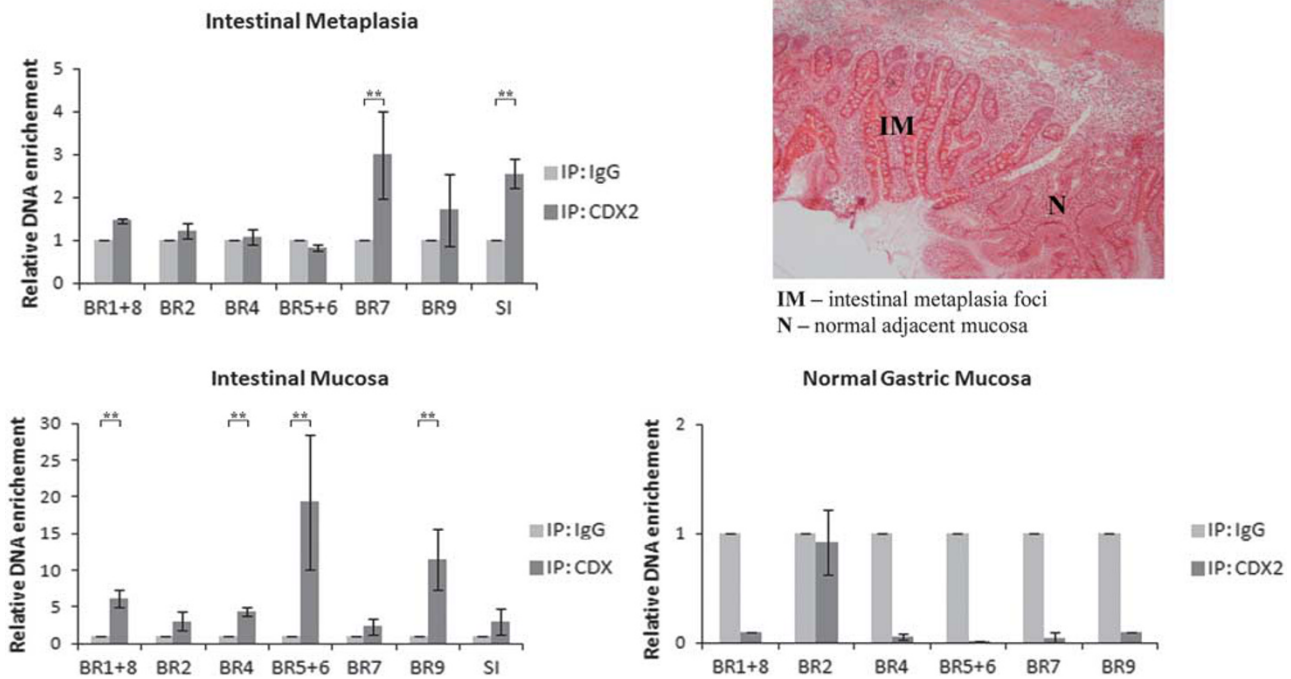 Intestinal Metaplasia
Relative DNA enrichement
5
4
3
2
1
0
**
**
BR1+8 BR2 BR4 BR5+6 BR7 BR9 SI
IP: IgG
IP: CDX2
IM
N
IM – intestinal metaplasia foci
N – normal adjacent mucosa
Intestinal Mucosa
Relative DNA enrichement
30
25
20
15
10
5
0
**
**
**
**
BR1+8 BR2 BR4 BR5+6 BR7 BR9 SI
IP: IgG
IP: CDX
Normal Gastric Mucosa
Relative DNA enrichement
2
1
0
BR1+8 BR2 BR4 BR5+6 BR7 BR9
IP: IgG
IP: CDX2